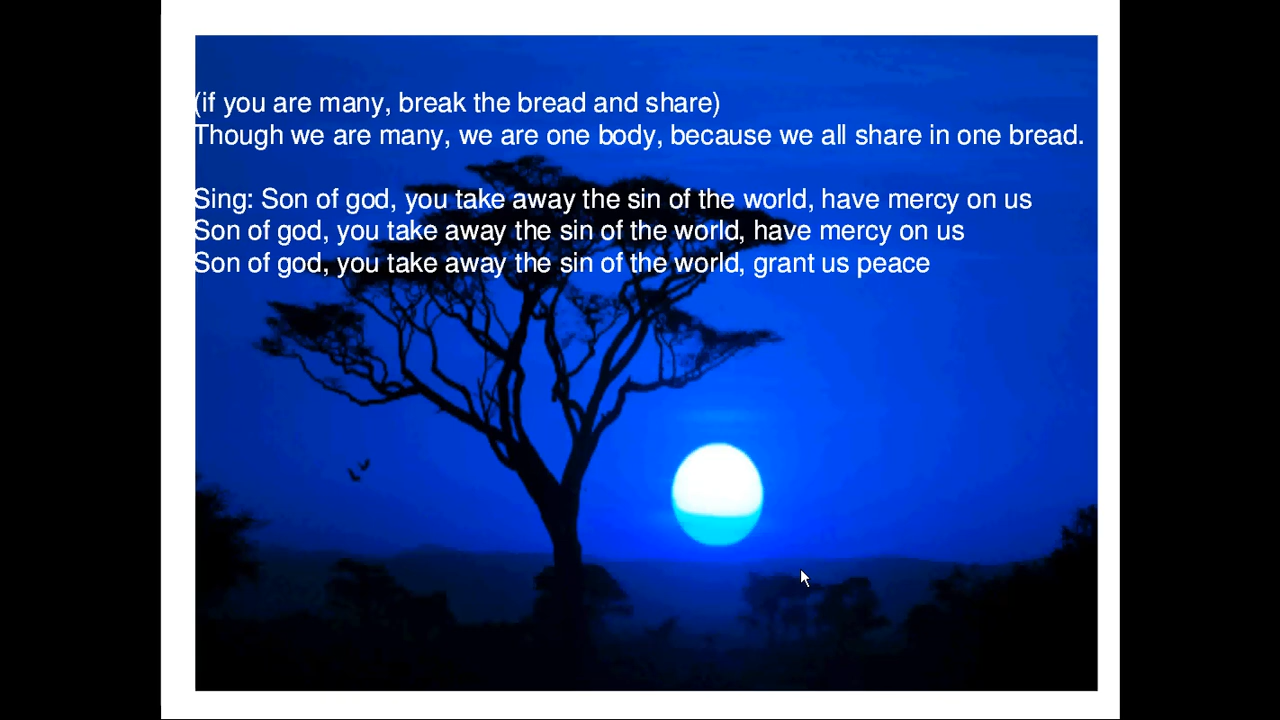 (if you are many, break the bread and share)
Though we are many, we are one body, because we all share in one bread.
Sing: Son of god, you take away the sin of the world, have mercy on us
Son of god, you take away the sin of the world, have mercy on us
Son of god, you take away the sin of the world, grant us peace